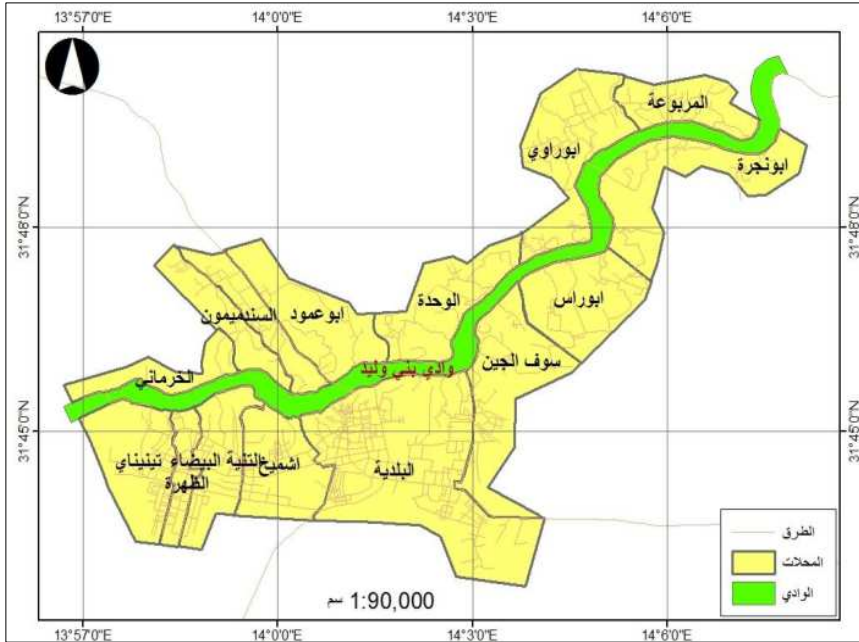 13°57'0"E
14°0'0"E
14°3'0"E
14°6'0"E
المربوعة
ابوراوي
ابونجرة
31°48'0"N
31°48'0"N
الوحدة
ابوراس
ابوعمود
السند
ميمون
سوف الجين
وادي بني وليد
الخرماني
31°45'0"N
31°45'0"N
تينيناي
البيضاء
التنية
اشميخ
البلدية
الظهرة
الطرق
المحلات
الوادي
1:90,000 سم
13°57'0"E
14°0'0"E
14°3'0"E
14°6'0"E